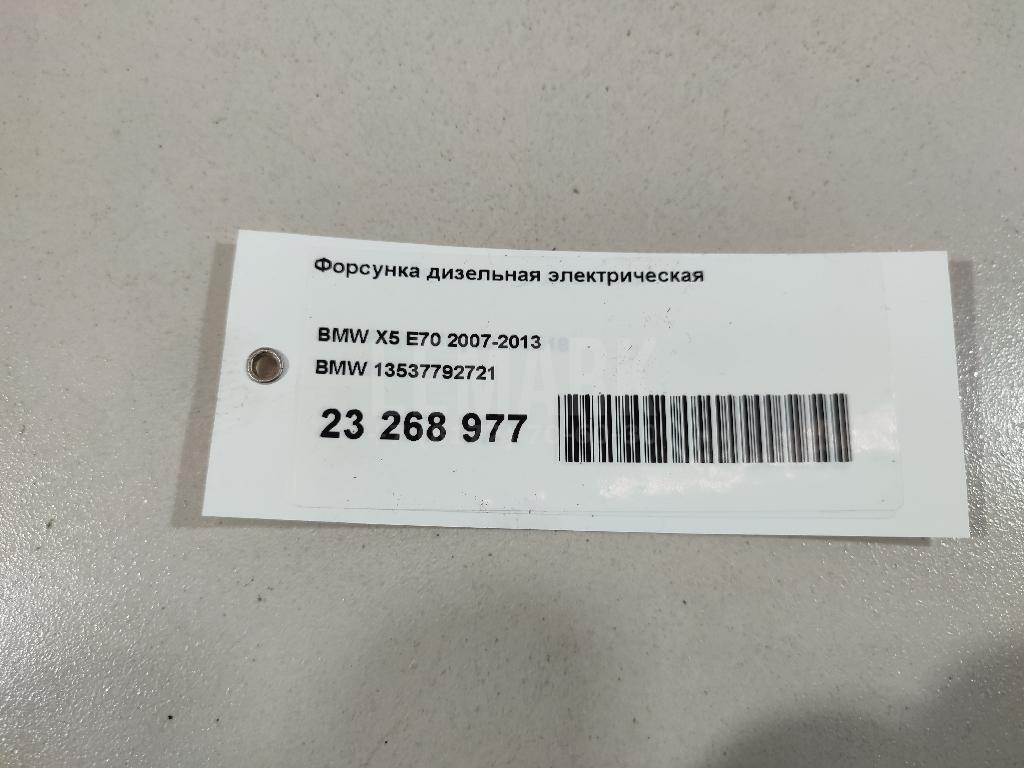 Форсунка дизельная электрическая
BMW X5 E70 2007-2013
BMW 13537792721
23 268 977